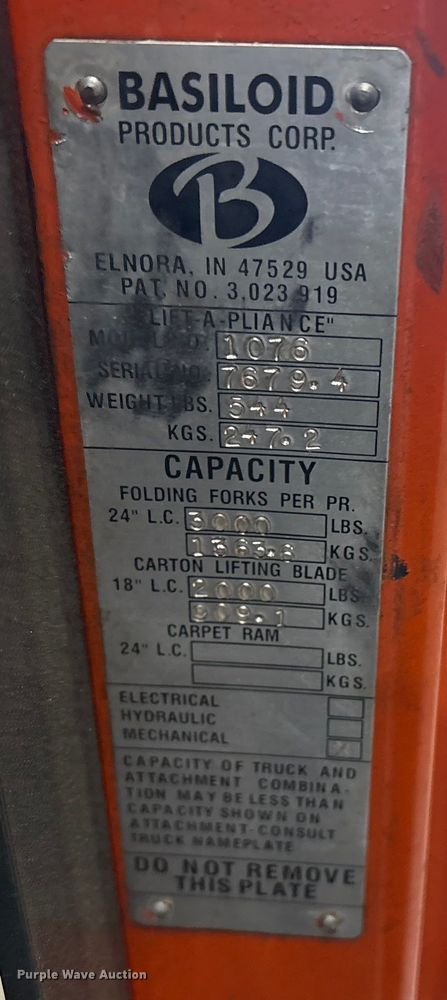 BASILOID
PRODUCTS CORP.
B
ELNORA, IN 47529 USA
PAT. NO. 3,023,919
"LIFT-A-PLIANCE"
MODEL NO. 1076
SERIAL NO. 7679.4
WEIGHT LBS. 544
KGS. 247.2
CAPACITY
FOLDING FORKS PER PR.
24" L.C. 3000 LBS.
1363.8 KGS.
CARTON LIFTING BLADE
18" L.C. 2000 LBS.
909.1 KGS.
CARPET RAM
24" L.C. LBS.
KGS.
ELECTRICAL
HYDRAULIC
MECHANICAL X
CAPACITY OF TRUCK AND
ATTACHMENT COMBINA-
TION MAY BE LESS THAN
CAPACITY SHOWN ON
ATTACHMENT-CONSULT
TRUCK NAMEPLATE
DO NOT REMOVE
THIS PLATE
Purple Wave Auction